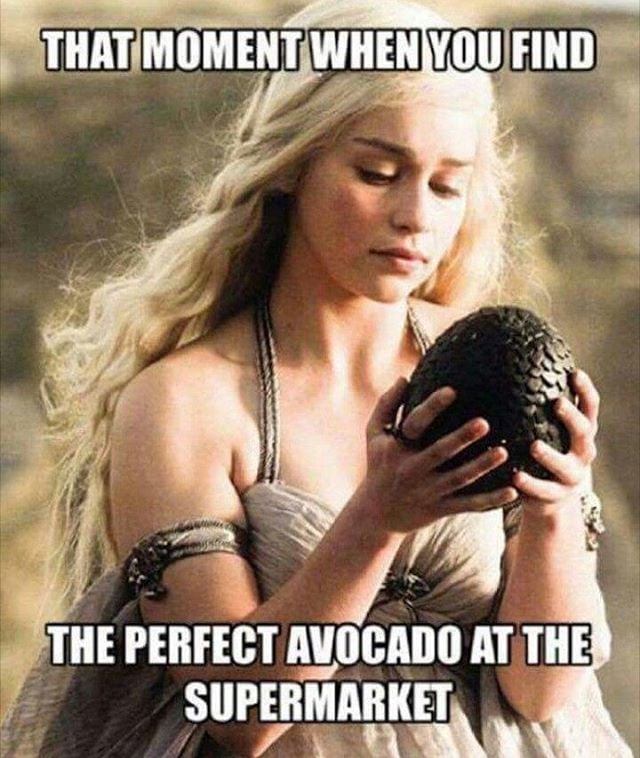 THAT MOMENT WHEN YOU FIND
THE PERFECT AVOCADO AT THE
SUPERMARKET